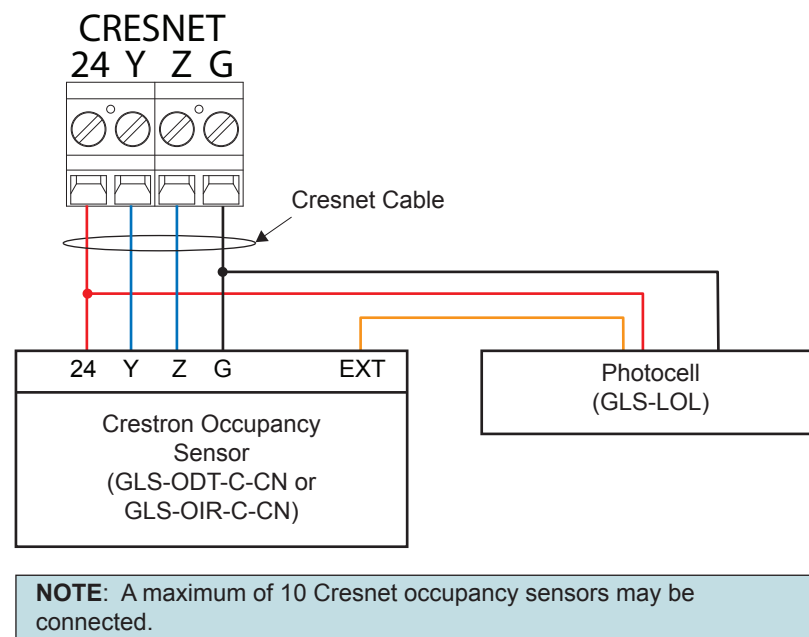 CRESNET
24 Y Z G
Cresnet Cable
24 Y Z G EXT
Crestron Occupancy
Sensor
(GLS-ODT-C-CN or
GLS-OIR-C-CN)
Photocell
(GLS-LOL)
NOTE: A maximum of 10 Cresnet occupancy sensors may be
connected.